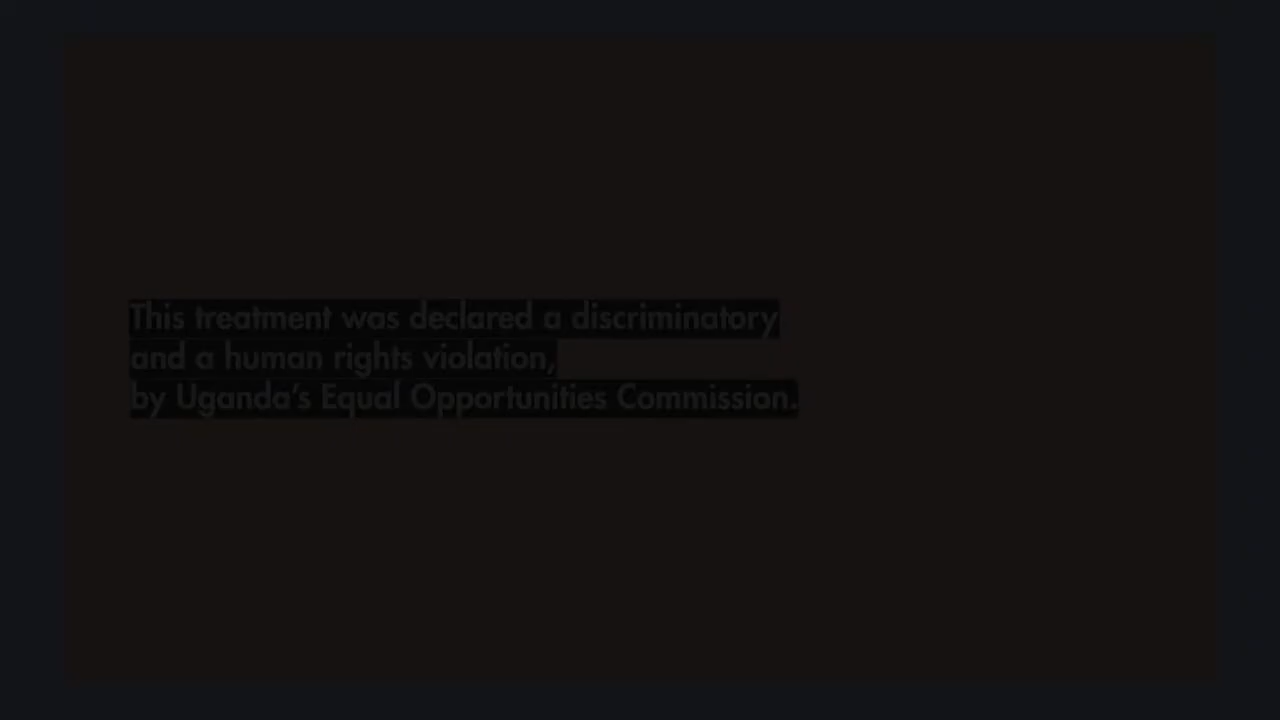 This treatment was declared a discriminatory
and a human rights violation,
by Uganda's Equal Opportunities Commission.